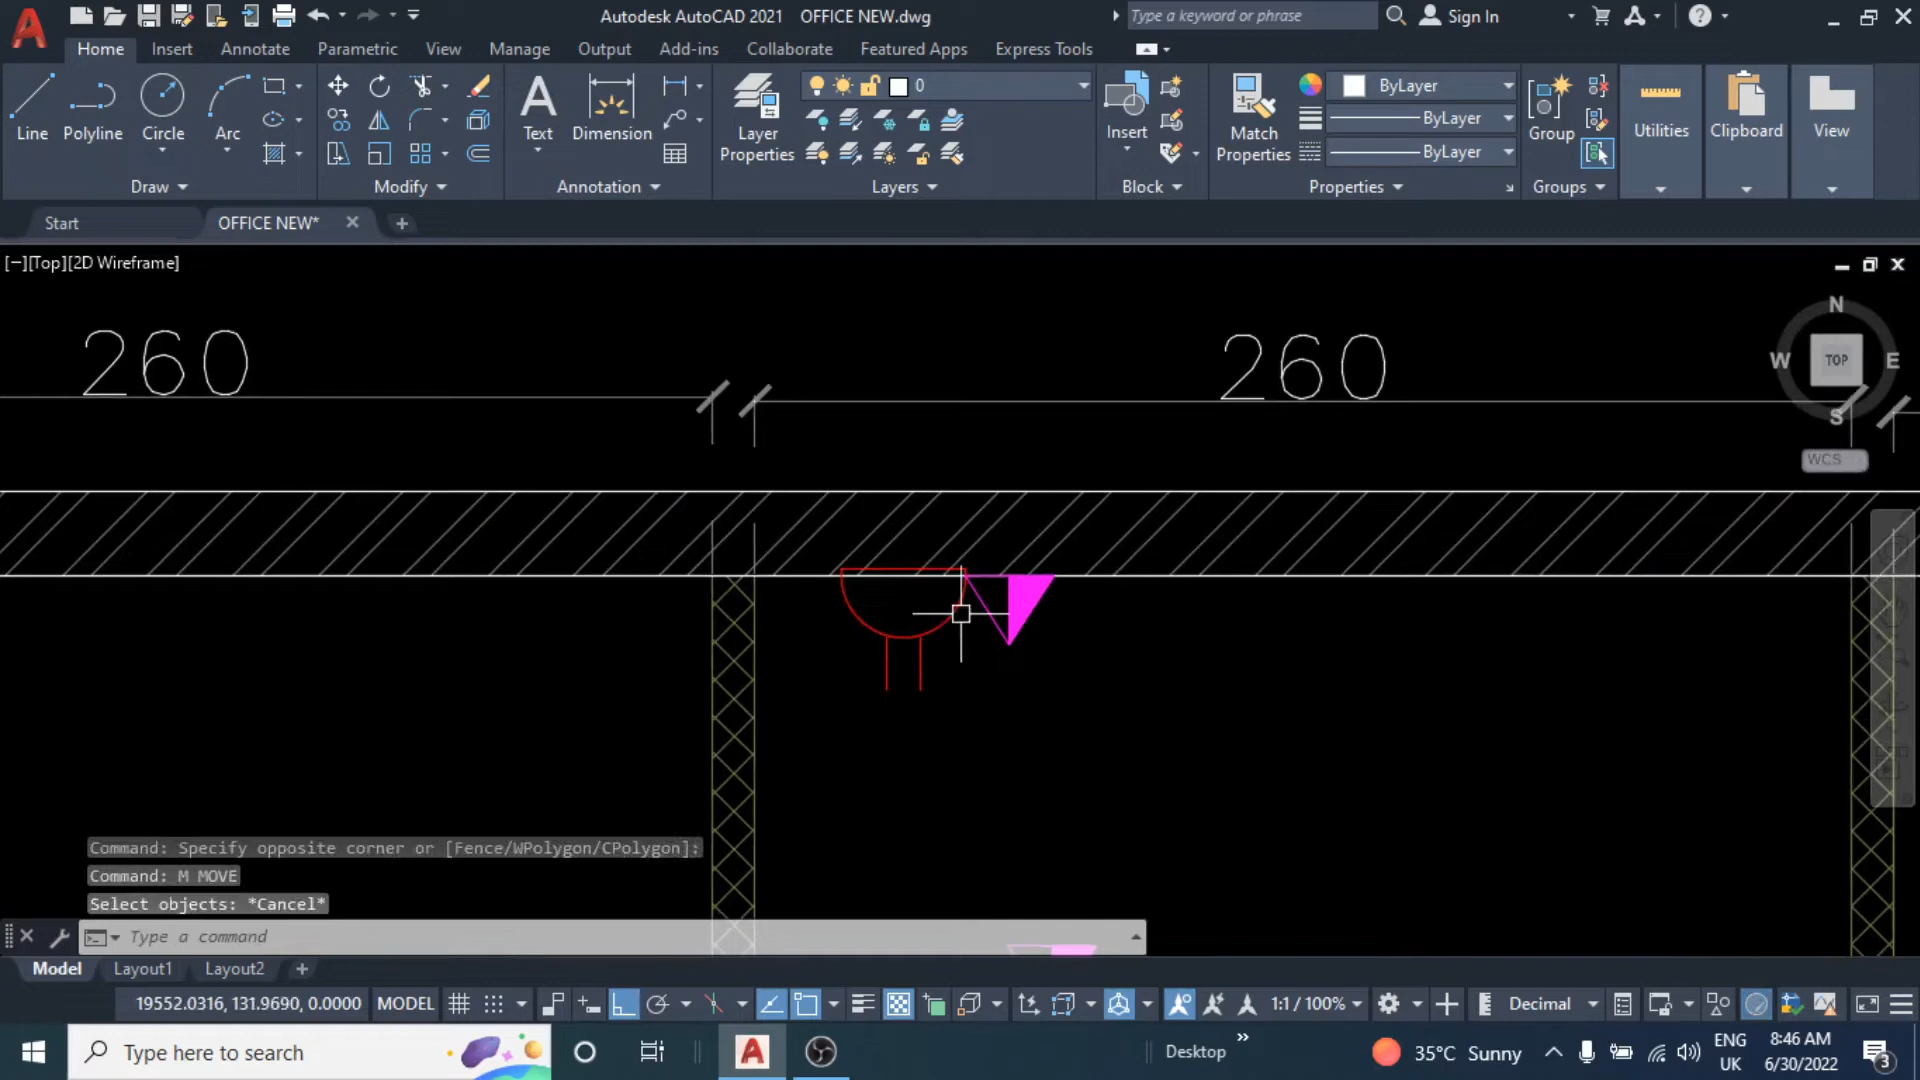 Autodesk AutoCAD 2021 OFFICE NEW.dwg
Type a keyword or phrase
Sign In
Home Insert Annotate Parametric View Manage Output Add-ins Collaborate Featured Apps Express Tools
Line Polyline Circle Arc
Text Dimension
Layer Properties
0
Insert
Match Properties
ByLayer
ByLayer
ByLayer
Group
Utilities
Clipboard
View
Draw Modify Annotation Layers Block Properties Groups
Start OFFICE NEW*
[−][Top][2D Wireframe]
260 260
N
W TOP E
S
WCS
Command: Specify opposite corner or [Fence/WPolygon/CPolygon]:
Command: M MOVE
Select objects: *Cancel*
Type a command
Model Layout1 Layout2
19552.0316, 131.9690, 0.0000 MODEL 1:1 / 100% Decimal
Type here to search
Desktop
35°C Sunny
ENG
UK
8:46 AM
6/30/2022
3